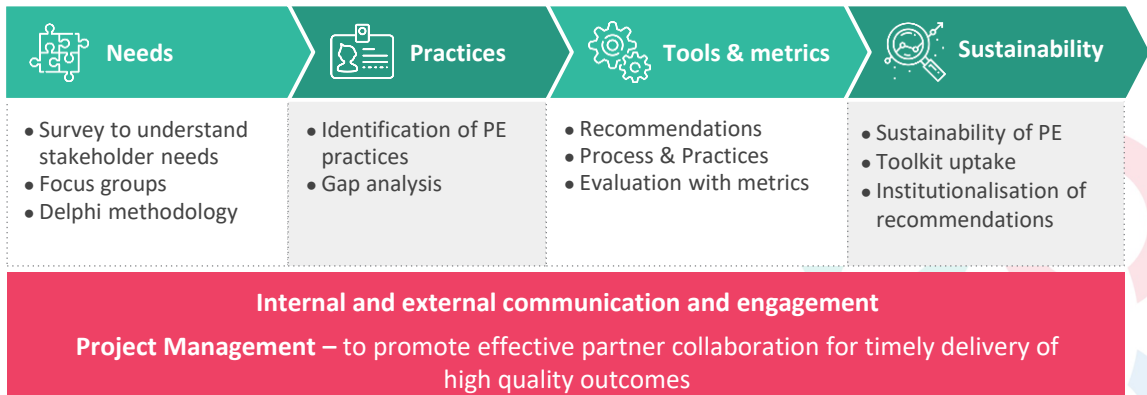 Needs
Practices
Tools & metrics
Sustainability
• Survey to understand
stakeholder needs
• Focus groups
• Delphi methodology
• Identification of PE
practices
• Gap analysis
• Recommendations
• Process & Practices
• Evaluation with metrics
• Sustainability of PE
• Toolkit uptake
• Institutionalisation of
recommendations
Internal and external communication and engagement
Project Management – to promote effective partner collaboration for timely delivery of
high quality outcomes